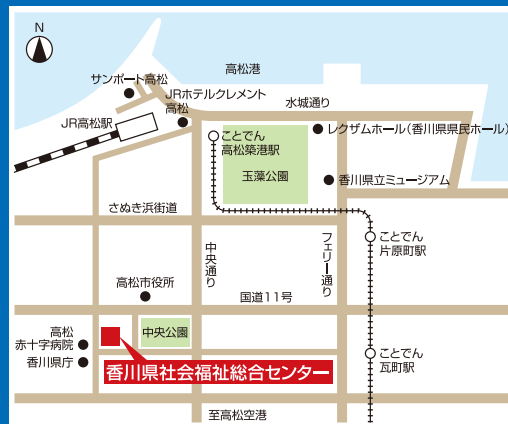 N
サンポート高松
高松港
JRホテルクレメント
高松
水城通り
JR高松駅
ことでん
高松築港駅
レクザムホール(香川県県民ホール)
玉藻公園
香川県立ミュージアム
さぬき浜街道
中央通り
フェリー通り
ことでん
片原町駅
高松市役所
国道11号
高松
赤十字病院
中央公園
香川県庁
香川県社会福祉総合センター
ことでん
瓦町駅
至高松空港